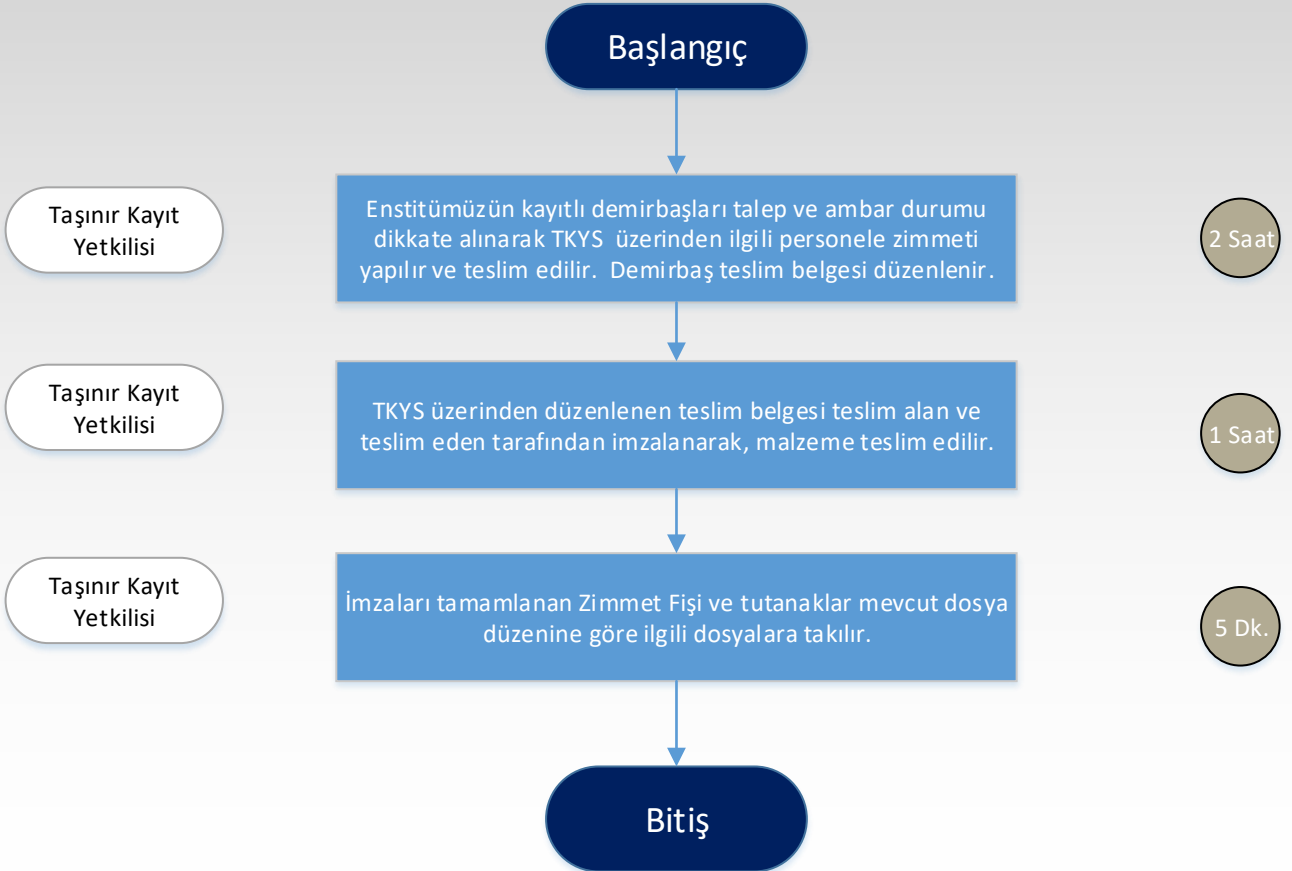 Başlangıç
Taşınır Kayıt
Yetkilisi
Enstitümüzün kayıtlı demirbaşları talep ve ambar durumu
dikkate alınarak TKYS üzerinden ilgili personele zimmeti
yapılır ve teslim edilir. Demirbaş teslim belgesi düzenlenir.
2 Saat
Taşınır Kayıt
Yetkilisi
TKYS üzerinden düzenlenen teslim belgesi teslim alan ve
teslim eden tarafından imzalanarak, malzeme teslim edilir.
1 Saat
Taşınır Kayıt
Yetkilisi
İmzaları tamamlanan Zimmet Fişi ve tutanaklar mevcut dosya
düzenine göre ilgili dosyalara takılır.
5 Dk.
Bitiş